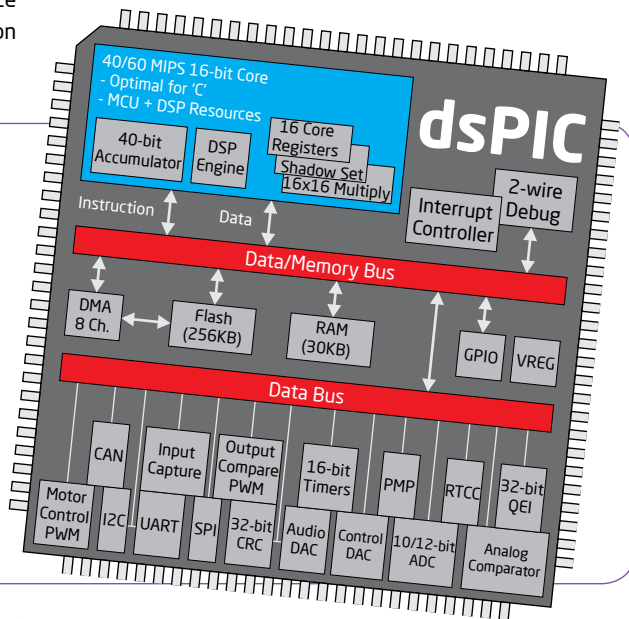 on
40/60 MIPS 16-bit Core
- Optimal for ‘C’
- MCU + DSP Resources
dsPIC
40-bit
Accumulator
DSP
Engine
16 Core
Registers
Shadow Set
16x16 Multiply
Instruction
Data
Interrupt
Controller
2-wire
Debug
Data/Memory Bus
DMA
8 Ch.
Flash
(256KB)
RAM
(30KB)
GPIO
VREG
Data Bus
CAN
Input
Capture
Output
Compare
PWM
16-bit
Timers
PMP
RTCC
32-bit
QEI
Motor
Control
PWM
I2C
UART
SPI
32-bit
CRC
Audio
DAC
Control
DAC
10/12-bit
ADC
Analog
Comparator